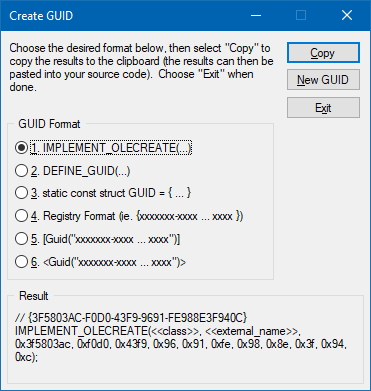 Create GUID
Choose the desired format below, then select "Copy" to
copy the results to the clipboard (the results can then be
pasted into your source code). Choose "Exit" when
done.
Copy
New GUID
Exit
GUID Format
1. IMPLEMENT_OLECREATE(...)
2. DEFINE_GUID(...)
3. static const struct GUID = { ... }
4. Registry Format (ie. {xxxxxxx-xxxx ... xxxx })
5. [Guid("xxxxxxx-xxxx ... xxxx")]
6. <Guid("xxxxxxx-xxxx ... xxxx")>
Result
// {3F5803AC-F0D0-43F9-9691-FE988E3F940C}
IMPLEMENT_OLECREATE(<<class>>, <<external_name>>,
0x3f5803ac, 0xf0d0, 0x43f9, 0x96, 0x91, 0xfe, 0x98, 0x8e, 0x3f, 0x94,
0xc);